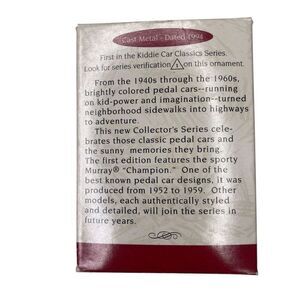 Cast Metal - Dated 1994
First in the Kiddie Car Classics Series.
Look for series verification 1 on this ornament.
From the 1940s through the 1960s,
brightly colored pedal cars--running
on kid-power and imagination--turned
neighborhood sidewalks into highways
to adventure.
This new Collector's Series cele-
brates those classic pedal cars and
the sunny memories they bring.
The first edition features the sporty
Murray® "Champion." One of the
best known pedal car designs, it was
produced from 1952 to 1959. Other
models, each authentically styled
and detailed, will join the series in
future years.